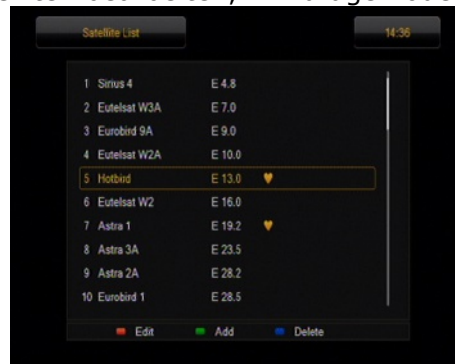 Satellite List 14:36
1 Sirius 4 E 4.8
2 Eutelsat W3A E 7.0
3 Eurobird 9A E 9.0
4 Eutelsat W2A E 10.0
5 Hotbird E 13.0
6 Eutelsat W2 E 16.0
7 Astra 1 E 19.2
8 Astra 3A E 23.5
9 Astra 2A E 28.2
10 Eurobird 1 E 28.5
Edit Add Delete